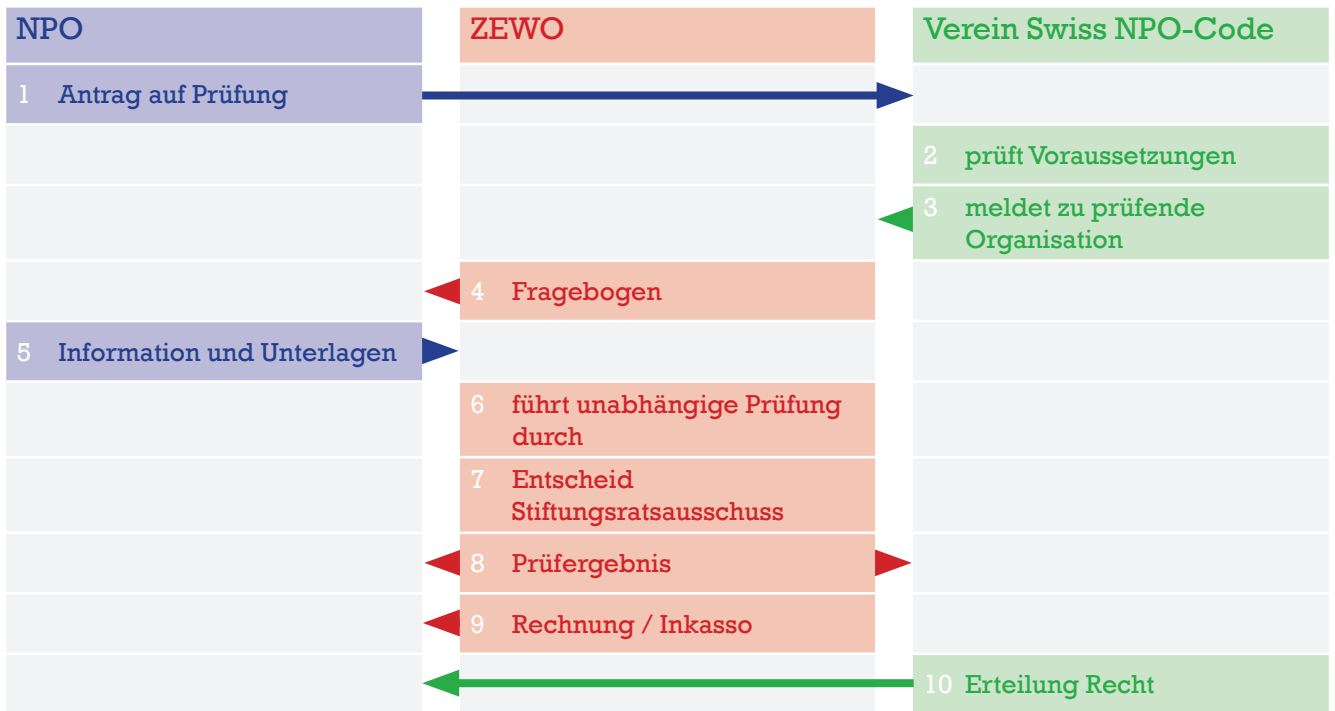 NPO
ZEWO
Verein Swiss NPO-Code
1 Antrag auf Prüfung
2 prüft Voraussetzungen
3 meldet zu prüfende
Organisation
4 Fragebogen
5 Information und Unterlagen
6 führt unabhängige Prüfung
durch
7 Entscheid
Stiftungsratsausschuss
8 Prüfergebnis
9 Rechnung / Inkasso
10 Erteilung Recht